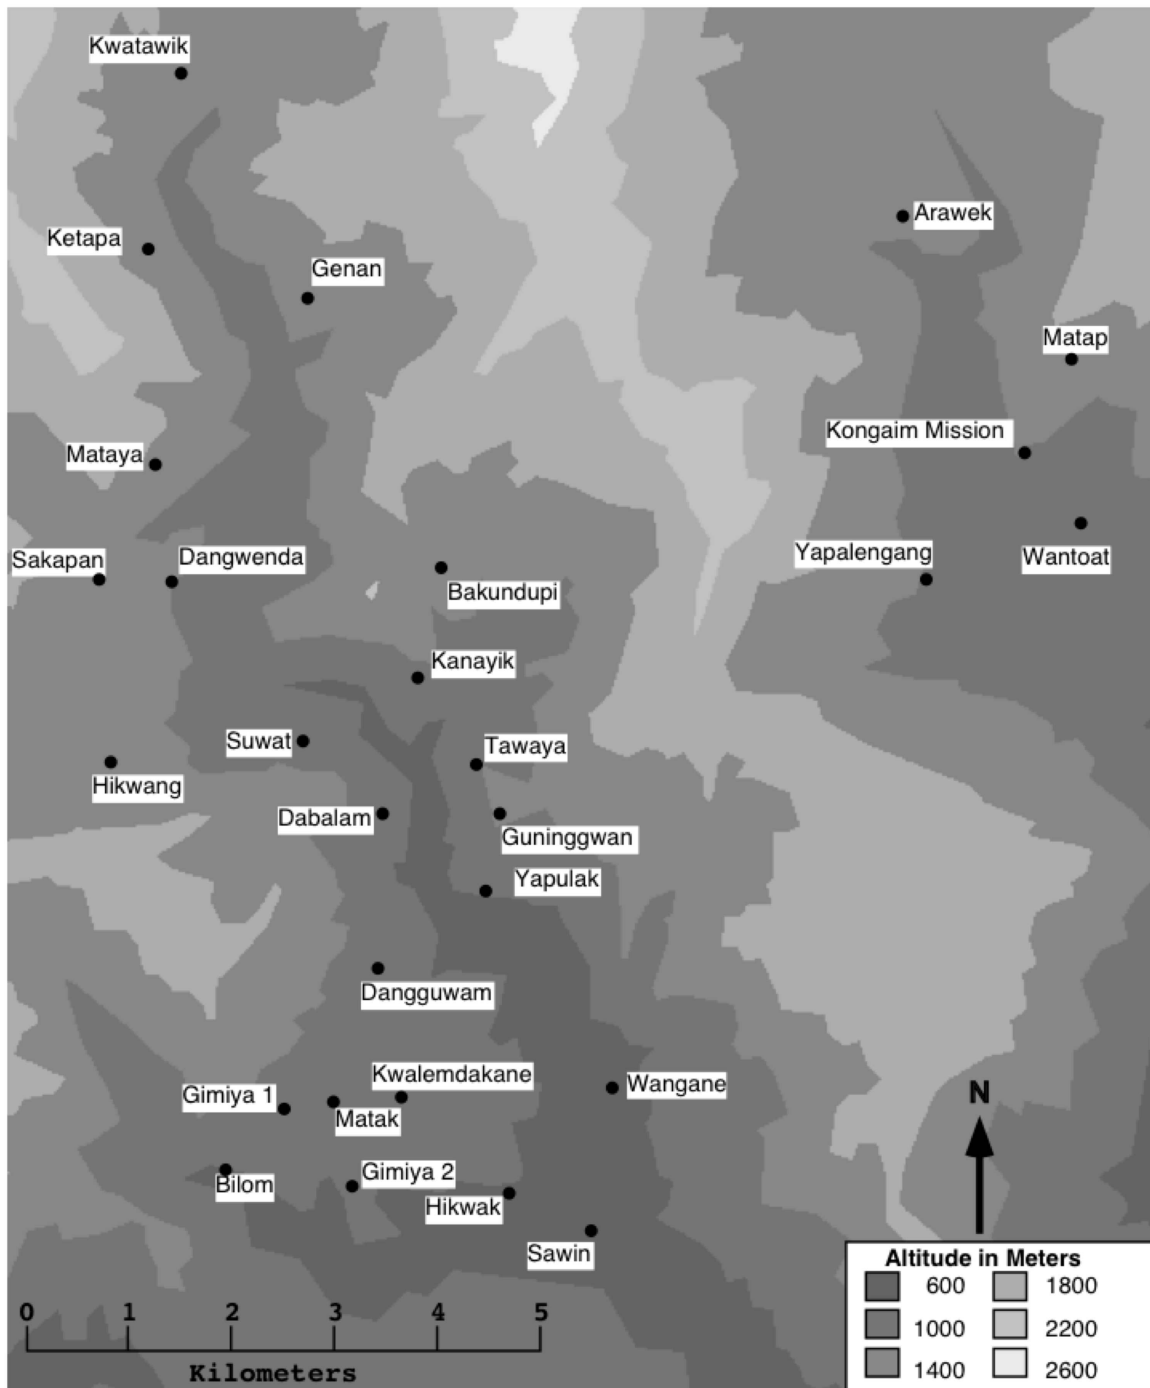 Kwatawik
Arawek
Ketapa
Genan
Matap
Kongaim Mission
Mataya
Sakapan
Dangwenda
Yapalengang
Wantoat
Bakundupi
Kanayik
Suwat
Tawaya
Hikwang
Dabalam
Guninggwan
Yapulak
Dangguwam
Kwalemdakane
Wangane
Gimiya 1
Matak
N
Gimiya 2
Bilom
Hikwak
Sawin
Altitude in Meters
600 1800
1000 2200
1400 2600
0 1 2 3 4 5
Kilometers